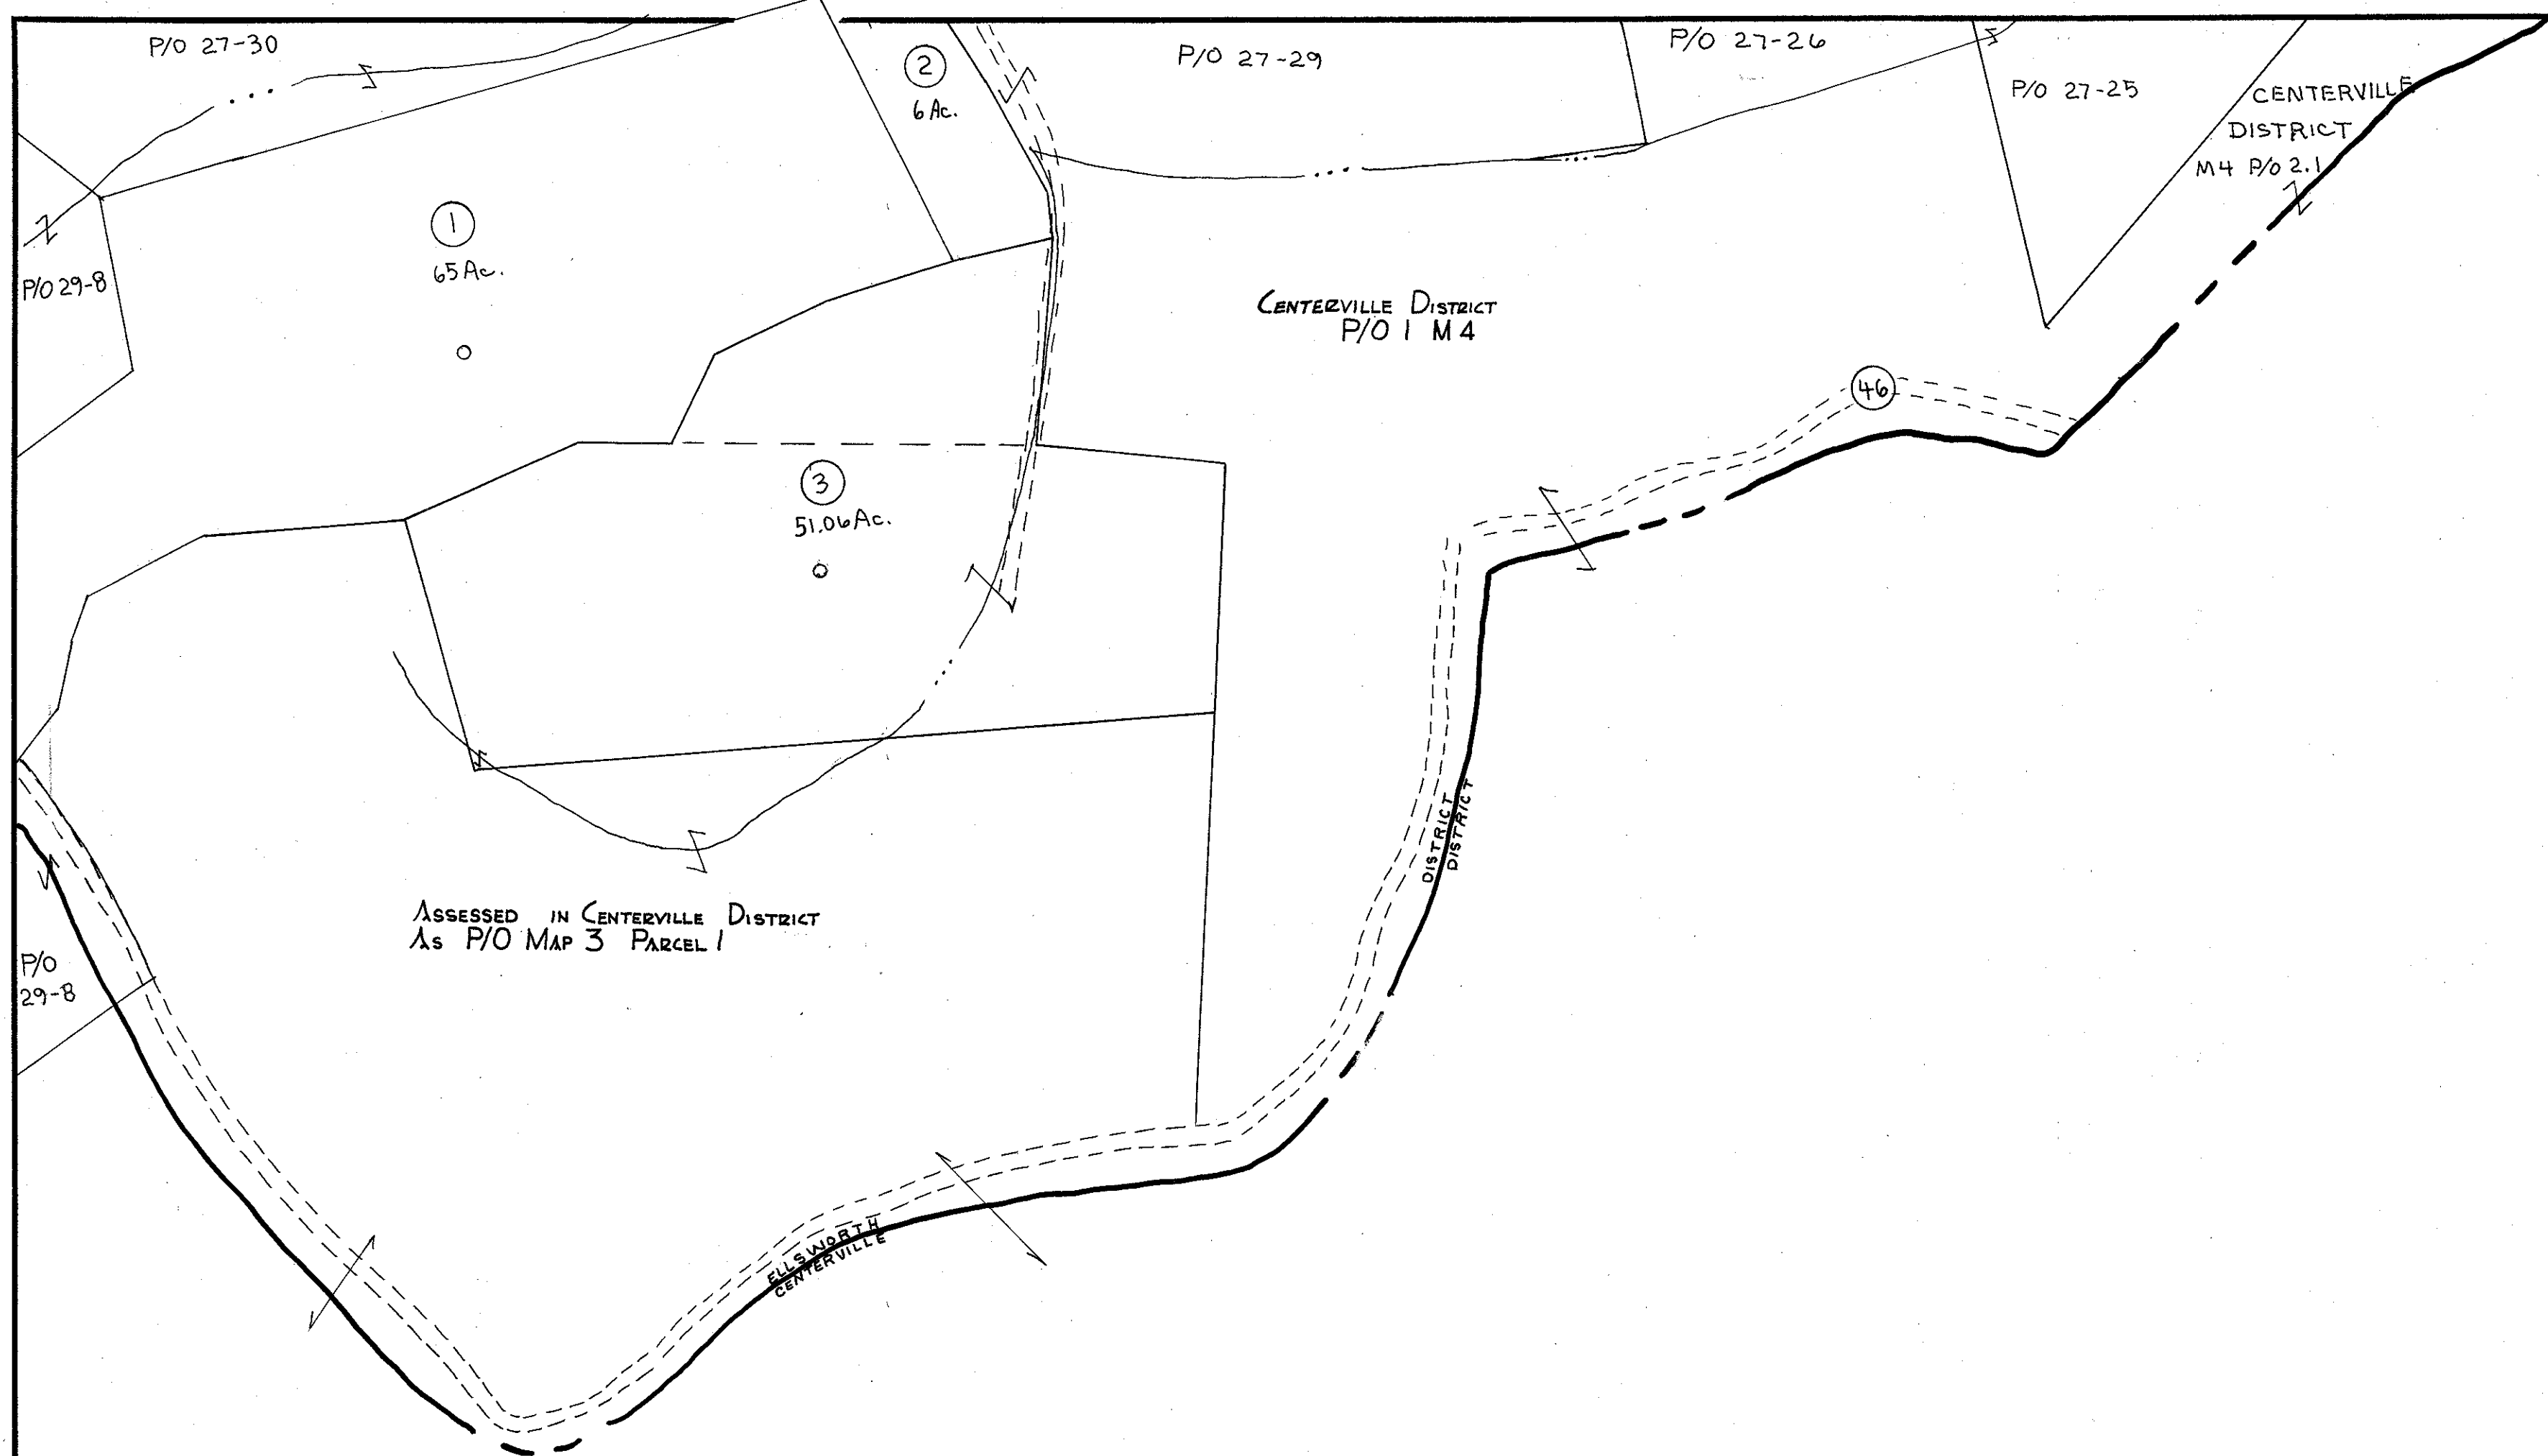 P/O 27-30
2
6 Ac.
P/O 27-29
P/O 27-26
P/O 27-25
CENTERVILLE
DISTRICT
M4 P/O 2.1
1
65 Ac.
P/O 29-8
CENTERVILLE DISTRICT
P/O 1 M4
46
3
51.06 Ac.
DISTRICT
DISTRICT
ASSESSED IN CENTERVILLE DISTRICT
AS P/O MAP 3 PARCEL 1
P/O
29-8
ELLSWORTH
CENTERVILLE